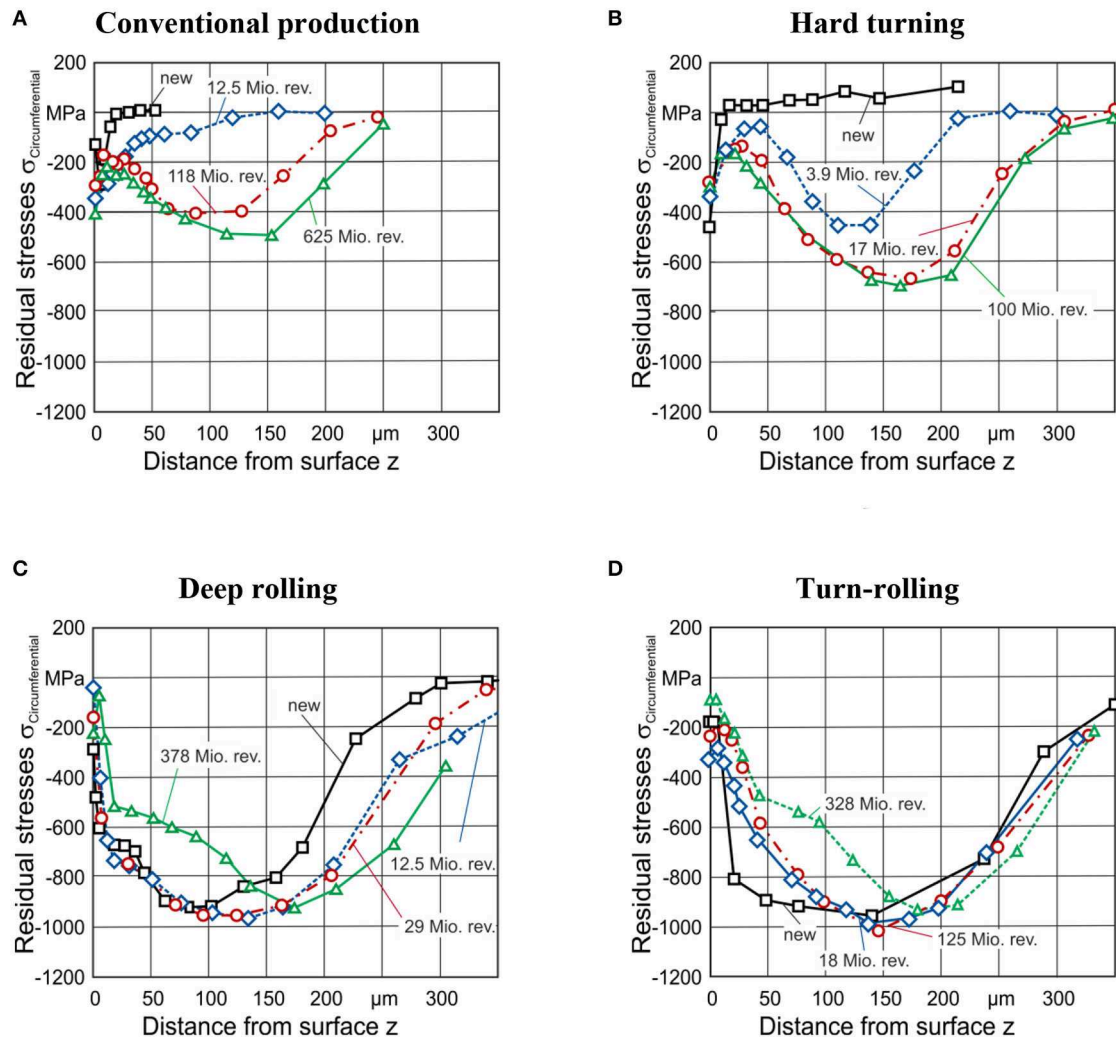 A
Conventional production
200
MPa
-200
-400
-600
-800
-1000
-1200
Residual stresses σCircumferential
new
12.5 Mio. rev.
118 Mio. rev.
625 Mio. rev.
0 50 100 150 200 µm 300
Distance from surface z
B
Hard turning
200
MPa
-200
-400
-600
-800
-1000
-1200
Residual stresses σCircumferential
new
3.9 Mio. rev.
17 Mio. rev.
100 Mio. rev.
0 50 100 150 200 µm 300
Distance from surface z
C
Deep rolling
200
MPa
-200
-400
-600
-800
-1000
-1200
Residual stresses σCircumferential
new
378 Mio. rev.
12.5 Mio. rev.
29 Mio. rev.
0 50 100 150 200 µm 300
Distance from surface z
D
Turn-rolling
200
MPa
-200
-400
-600
-800
-1000
-1200
Residual stresses σCircumferential
328 Mio. rev.
new
125 Mio. rev.
18 Mio. rev.
0 50 100 150 200 µm 300
Distance from surface z